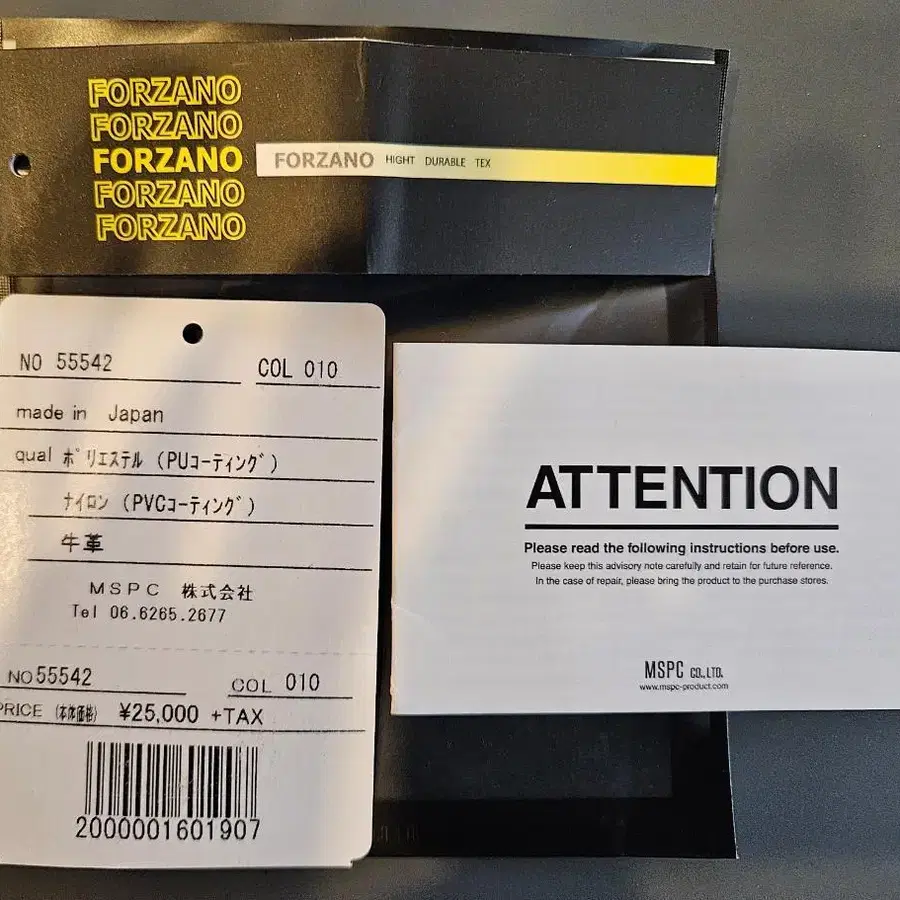 FORZANO
FORZANO
FORZANO
FORZANO
FORZANO
FORZANO HIGHT DURABLE TEX
NO 55542 COL 010
made in Japan
qual ﾎﾟﾘｴｽﾃﾙ (PUｺｰﾃｨﾝｸﾞ)
ﾅｲﾛﾝ (PVCｺｰﾃｨﾝｸﾞ)
牛革
MSPC 株式会社
Tel 06.6265.2677
NO 55542 COL 010
PRICE (本体価格) ¥25,000 +TAX
2000001601907
ATTENTION
Please read the following instructions before use.
Please keep this advisory note carefully and retain for future reference.
In the case of repair, please bring the product to the purchase stores.
MSPC CO.,LTD.
www.mspc-product.com